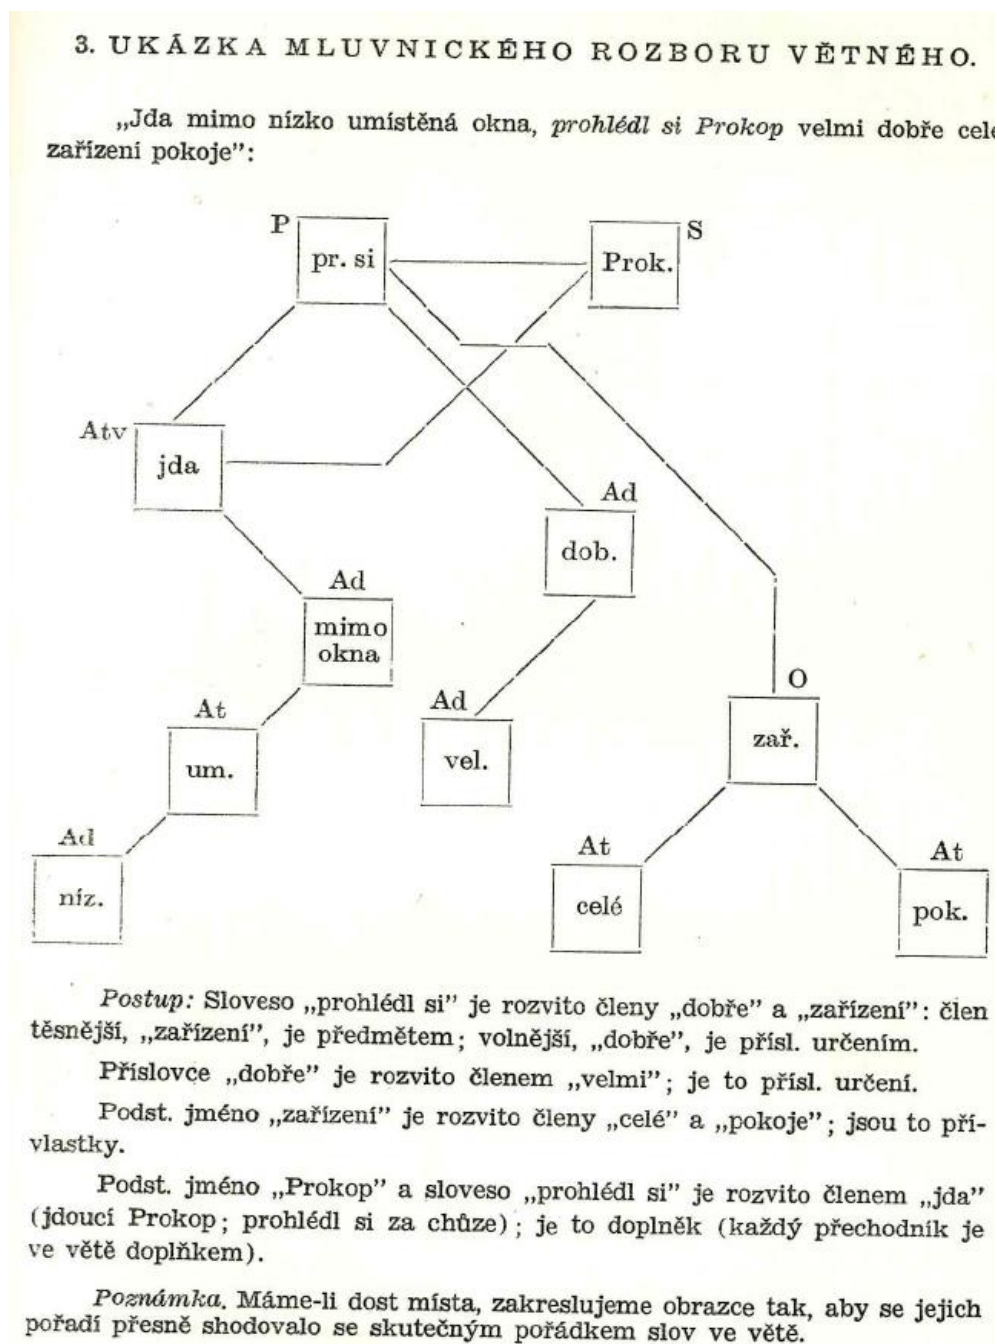 3. UKÁZKA MLUVNICKÉHO ROZBORU VĚTNÉHO.
„Jda mimo nízko umístěná okna, prohlédl si Prokop velmi dobře celé
zařízení pokoje”:
P
S
pr. si
Prok.
Atv
jda
Ad
dob.
Ad
mimo
okna
O
zař.
Ad
vel.
At
um.
Ad
níz.
At
celé
At
pok.
Postup: Sloveso „prohlédl si” je rozvito členy „dobře” a „zařízení”: člen
těsnější, „zařízení”, je předmětem; volnější, „dobře”, je přísl. určením.
Příslovce „dobře” je rozvito členem „velmi”; je to přísl. určení.
Podst. jméno „zařízení” je rozvito členy „celé” a „pokoje”; jsou to pří-
vlastky.
Podst. jméno „Prokop” a sloveso „prohlédl si” je rozvito členem „jda”
(jdoucí Prokop; prohlédl si za chůze); je to doplněk (každý přechodník je
ve větě doplňkem).
Poznámka. Máme-li dost místa, zakreslujeme obrazce tak, aby se jejich
pořadí přesně shodovalo se skutečným pořádkem slov ve větě.